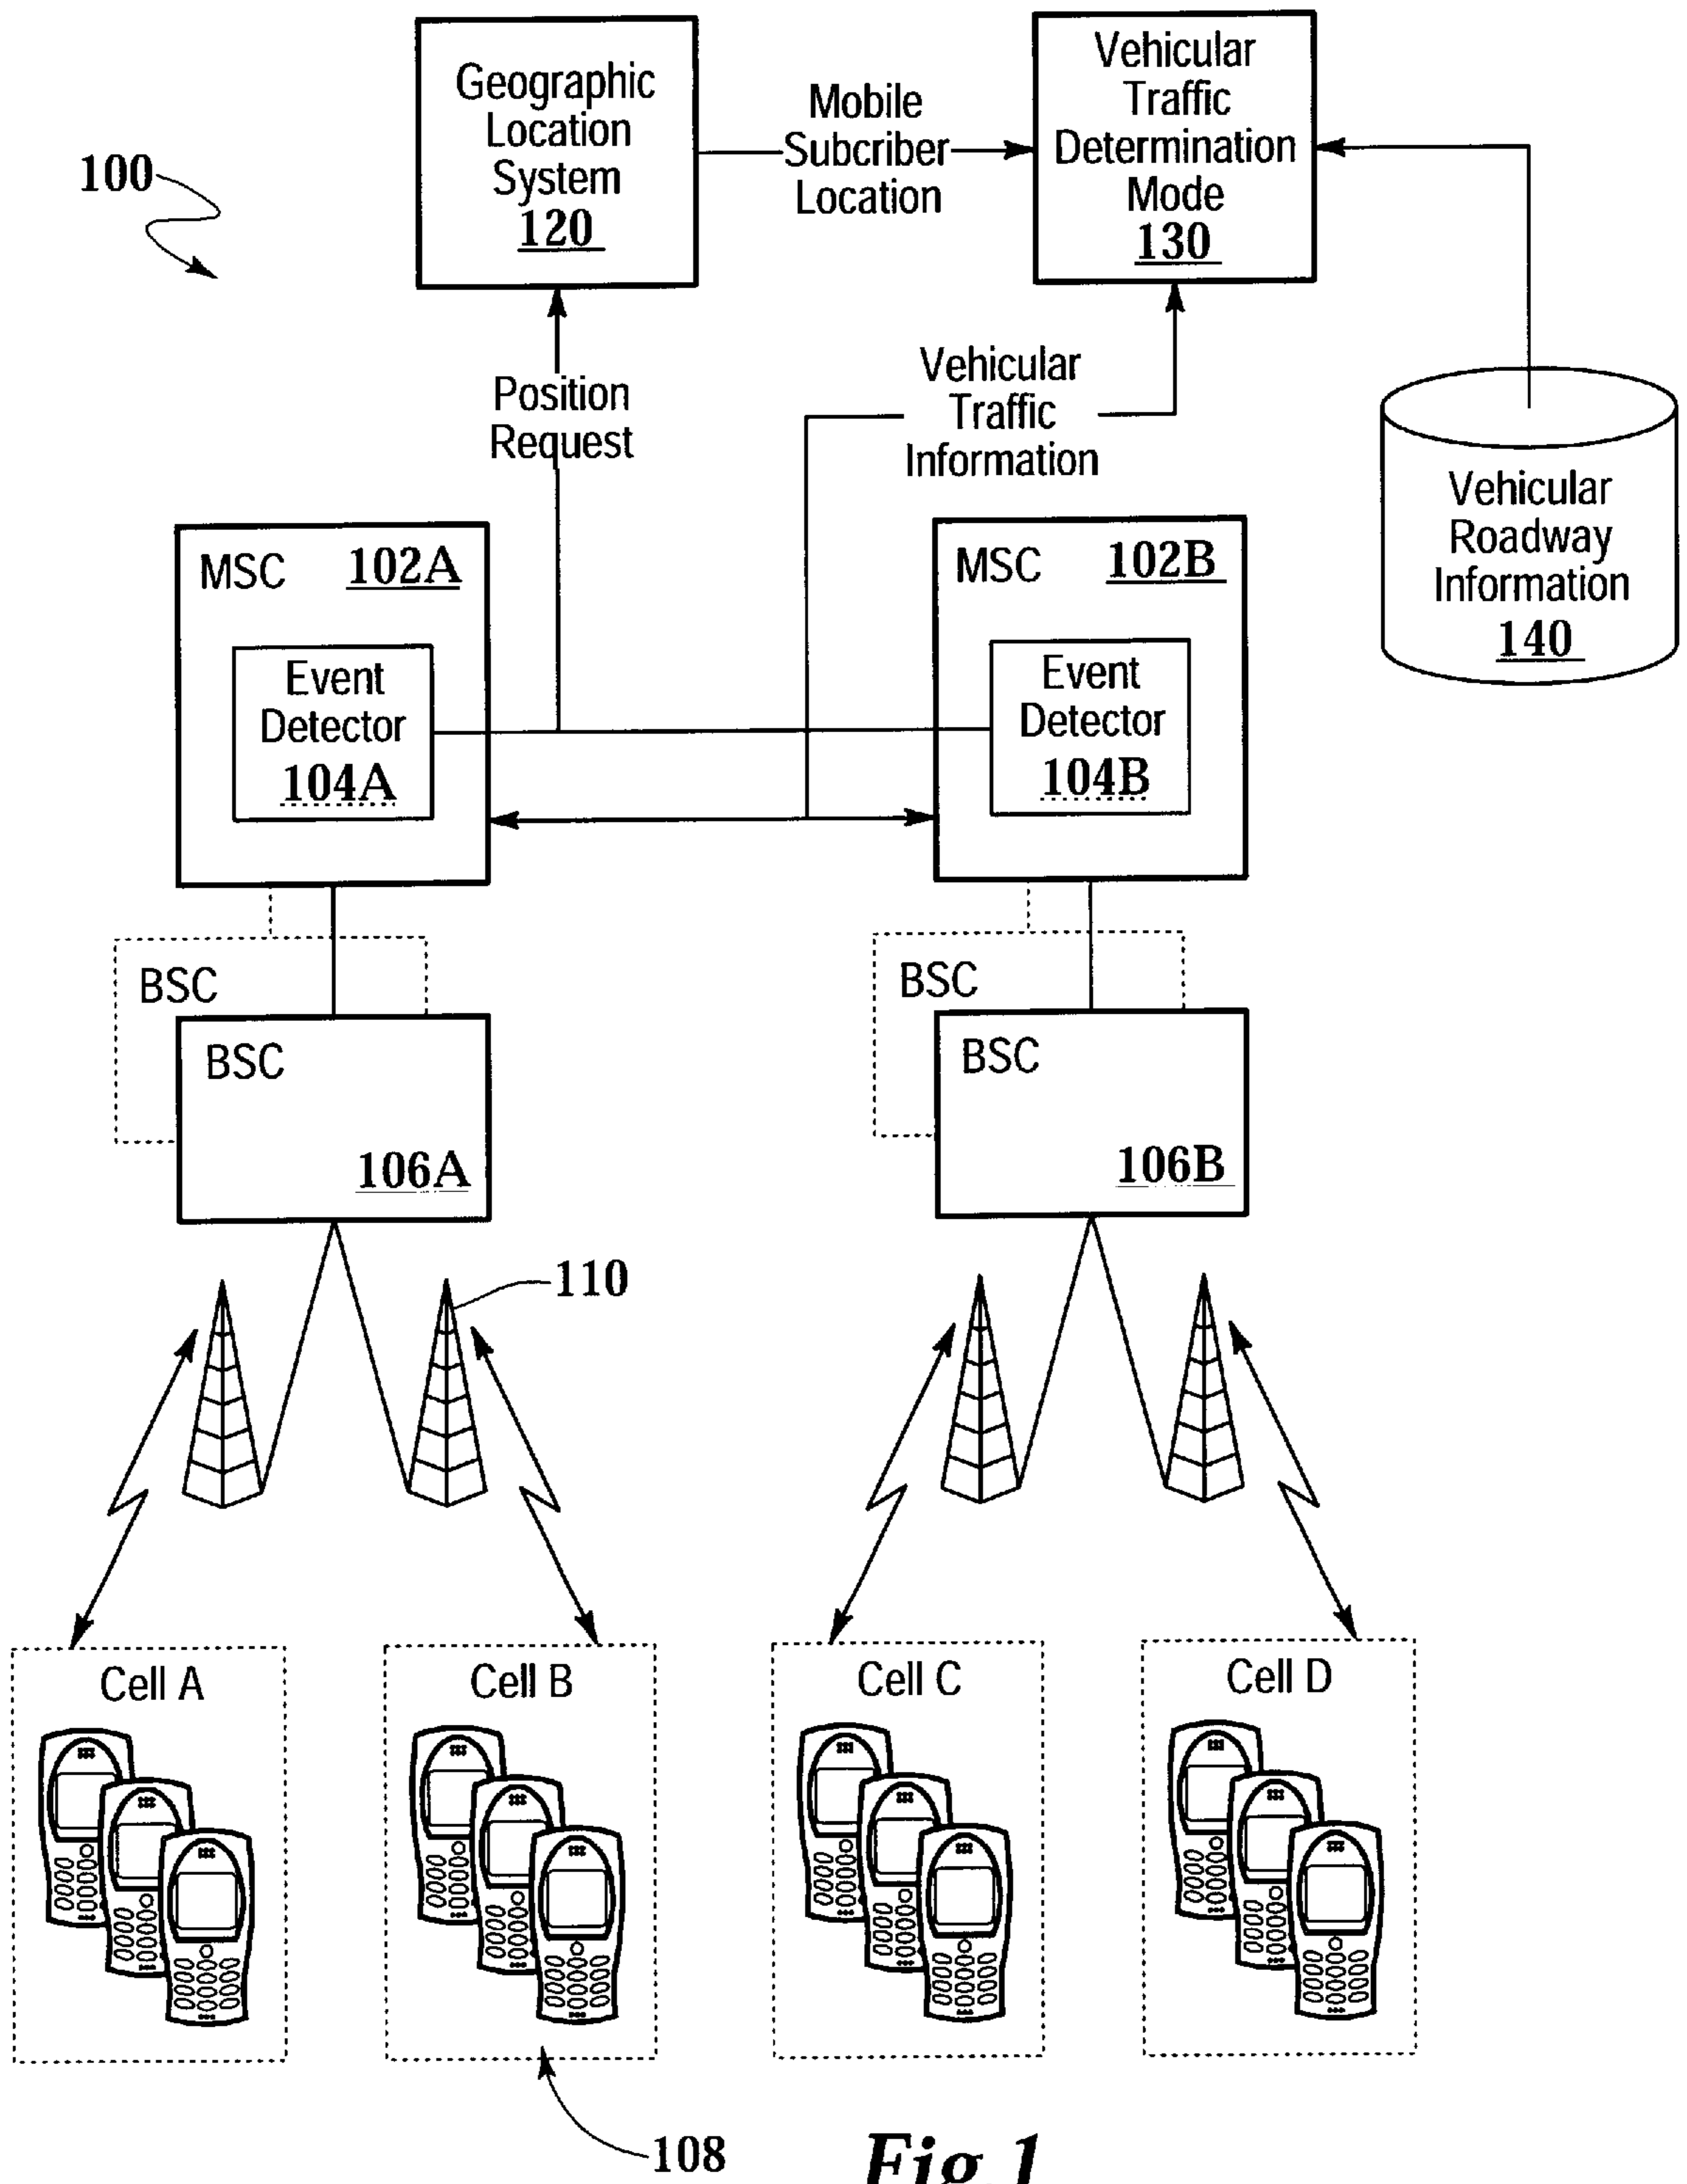 Geographic
Location
System
120
Mobile
Subcriber
Location
Vehicular
Traffic
Determination
Mode
130
100
Position
Request
Vehicular
Traffic
Information
Vehicular
Roadway
Information
140
MSC 102A
Event
Detector
104A
MSC 102B
Event
Detector
104B
BSC
BSC
106A
BSC
BSC
106B
110
Cell A
Cell B
Cell C
Cell D
108
Fig.1